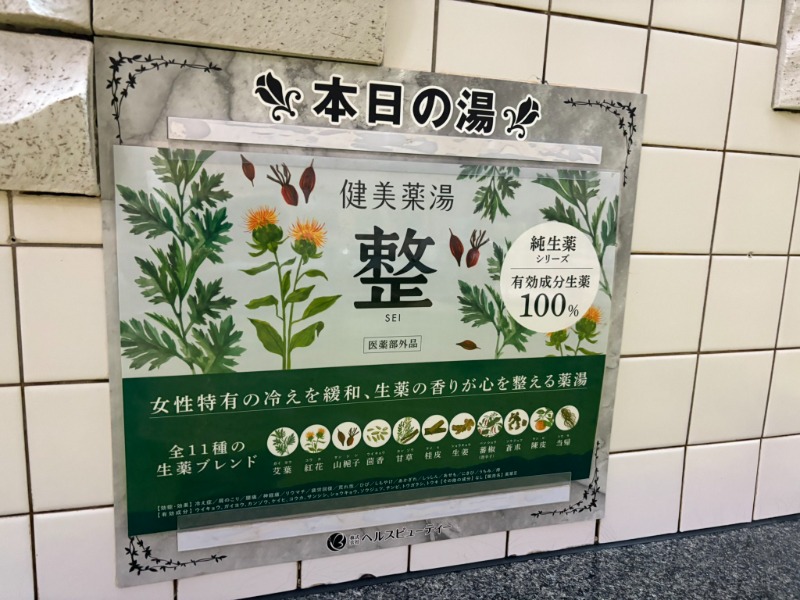 本日の湯
健美薬湯
整
SEI
医薬部外品
純生薬
シリーズ
有効成分生薬
100%
女性特有の冷えを緩和、生薬の香りが心を整える薬湯
全11種の
生薬ブレンド
艾葉 紅花 山梔子 茴香 甘草 桂皮 生姜 蕃椒 蒼朮 陳皮 当帰
株式会社 ヘルスビューティー